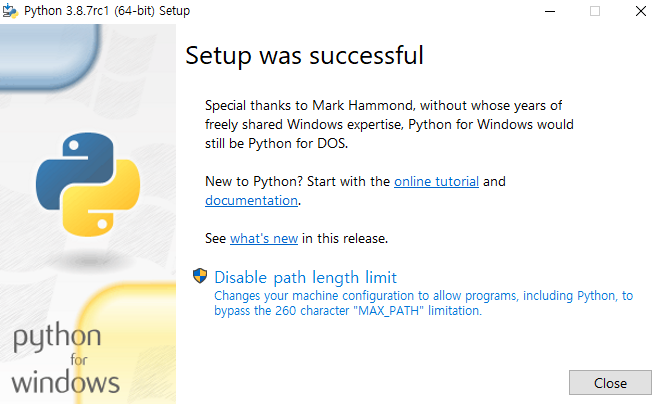 Python 3.8.7rc1 (64-bit) Setup
Setup was successful
Special thanks to Mark Hammond, without whose years of
freely shared Windows expertise, Python for Windows would
still be Python for DOS.
New to Python? Start with the online tutorial and
documentation.
See what's new in this release.
Disable path length limit
Changes your machine configuration to allow programs, including Python, to
bypass the 260 character "MAX_PATH" limitation.
python
for
windows
Close